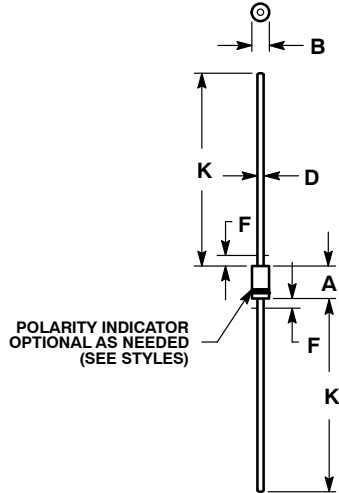 B
K
D
F
A
POLARITY INDICATOR
OPTIONAL AS NEEDED
(SEE STYLES)
F
K